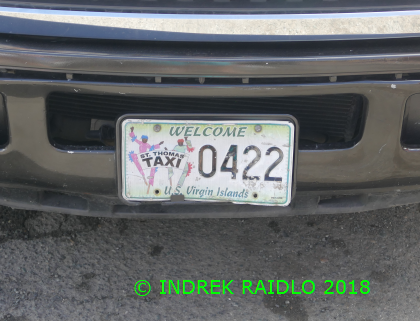 WELCOME
ST. THOMAS
TAXI
0422
U.S. Virgin Islands
© INDREK RAIDLO 2018